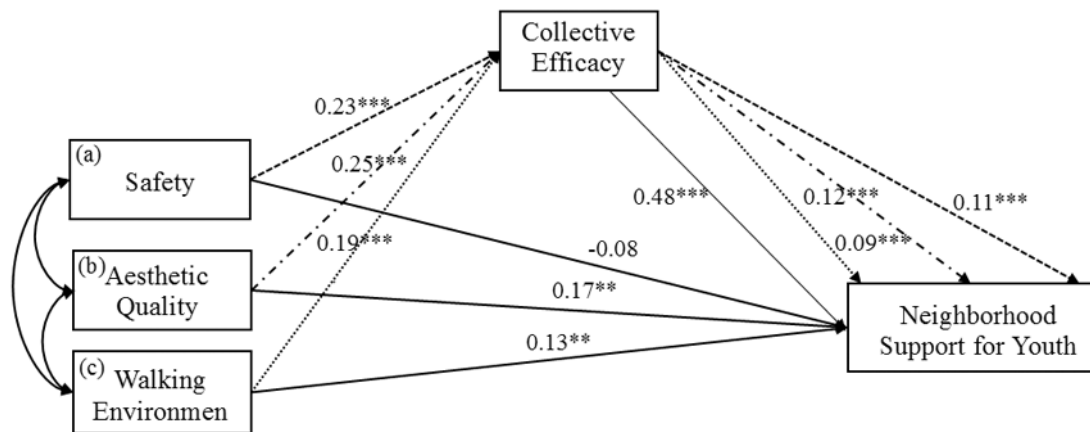 Collective
Efficacy
0.23***
(a)
Safety
0.25***
0.48***
0.12***
0.11***
0.19***
0.09***
-0.08
(b)
Aesthetic
Quality
0.17**
Neighborhood
Support for Youth
0.13**
(c)
Walking
Environmen